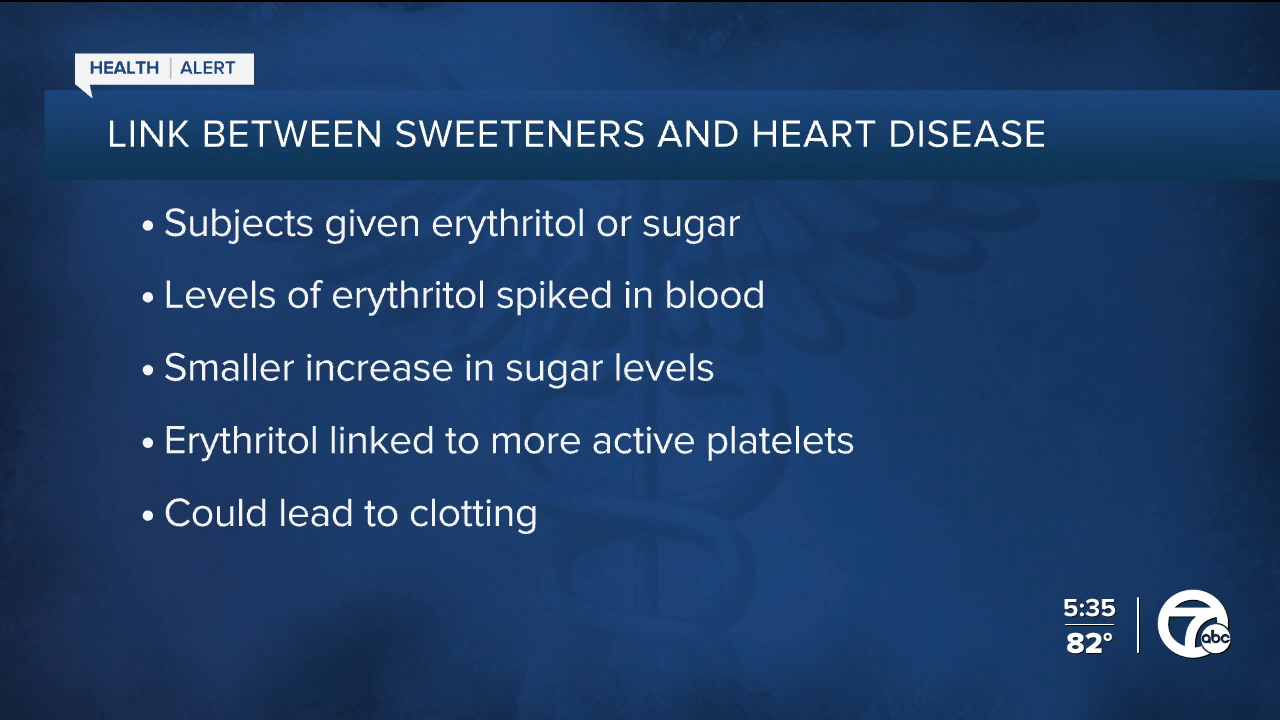 HEALTH | ALERT
LINK BETWEEN SWEETENERS AND HEART DISEASE
• Subjects given erythritol or sugar
• Levels of erythritol spiked in blood
• Smaller increase in sugar levels
• Erythritol linked to more active platelets
• Could lead to clotting
5:35
82°
7 abc